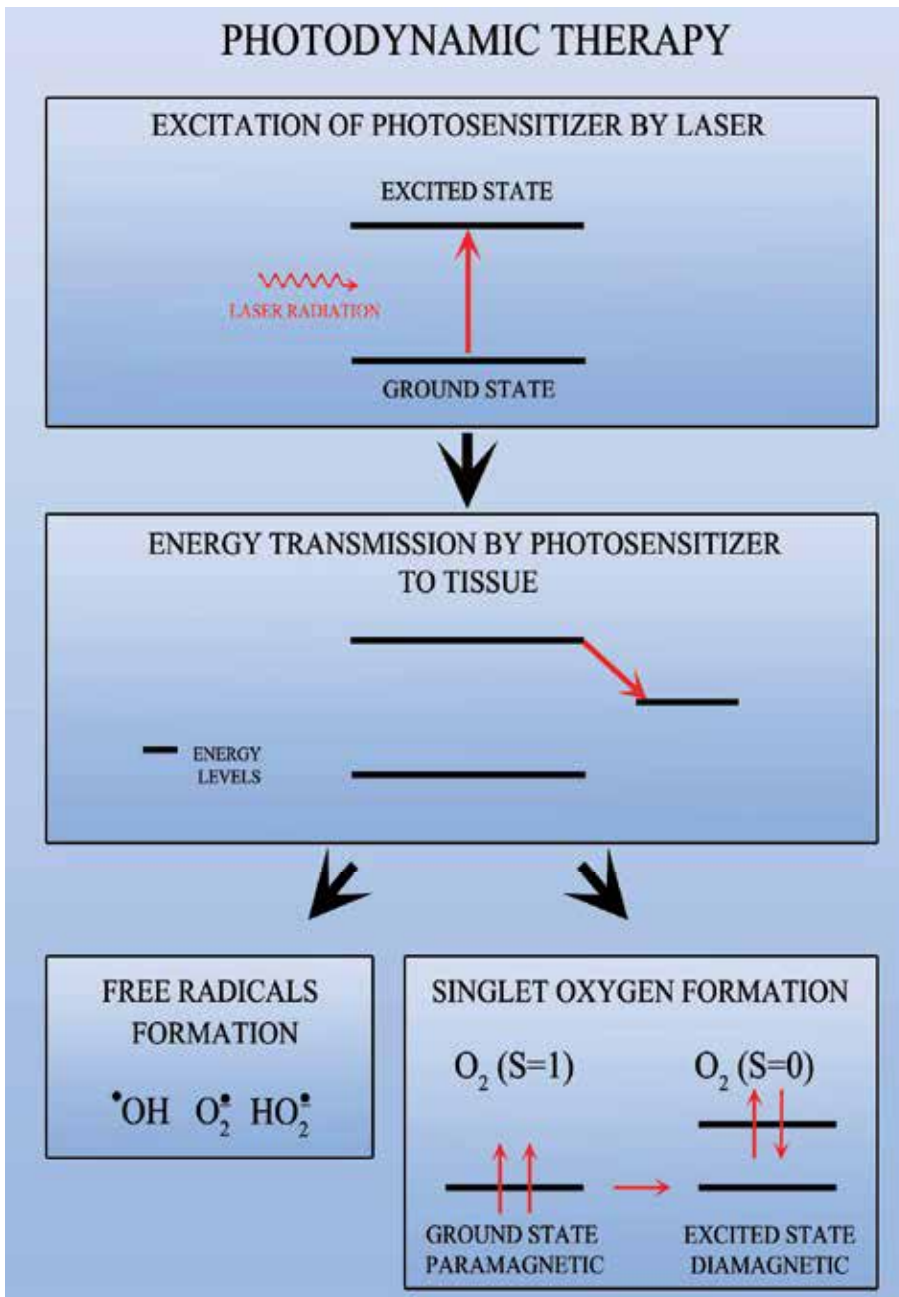 PHOTODYNAMIC THERAPY
EXCITATION OF PHOTOSENSITIZER BY LASER
EXCITED STATE
LASER RADIATION
GROUND STATE
ENERGY TRANSMISSION BY PHOTOSENSITIZER
TO TISSUE
ENERGY
LEVELS
FREE RADICALS
FORMATION
•OH O₂•̲ HO₂•̲
SINGLET OXYGEN FORMATION
O₂ (S=1) O₂ (S=0)
GROUND STATE
PARAMAGNETIC
EXCITED STATE
DIAMAGNETIC